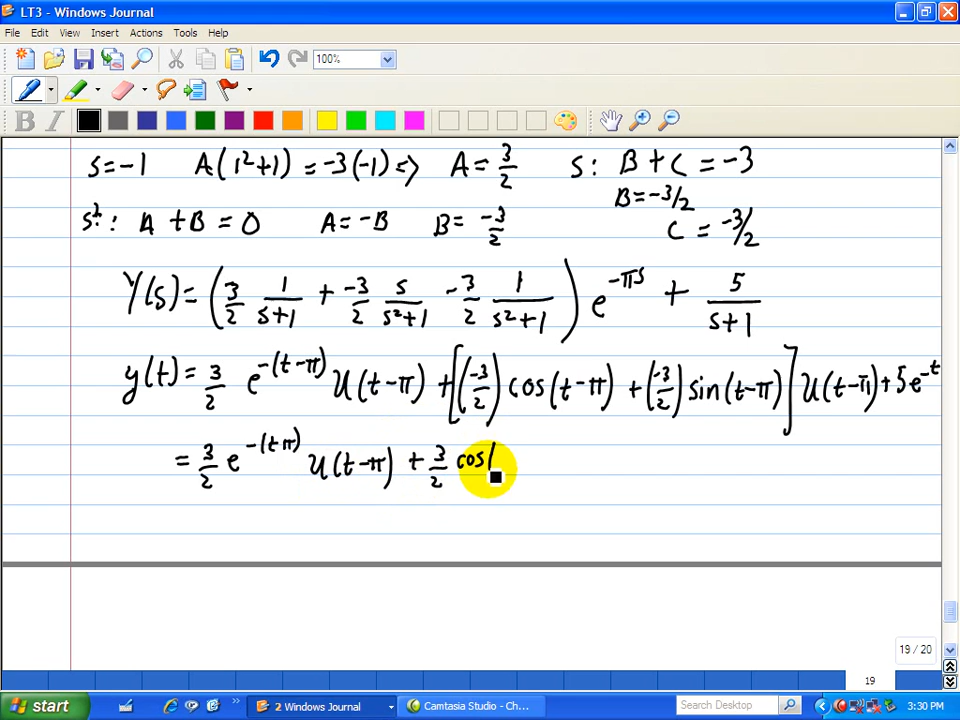 LT3 - Windows Journal
File Edit View Insert Actions Tools Help
100%
B I
s=-1 A(1²+1) = -3(-1) => A = 3/2 s: B + C = -3
B = -3/2
s²: A + B = 0 A = -B B = -3/2 C = -3/2
Y(s) = (3/2 1/(s+1) + -3/2 s/(s²+1) -3/2 1/(s²+1)) e^(-πs) + 5/(s+1)
y(t) = 3/2 e^(-(t-π)) U(t-π) + [(-3/2) cos(t-π) + (-3/2) sin(t-π)] U(t-π) + 5e^(-t)
= 3/2 e^(-(t-π)) U(t-π) + 3/2 cos(
19 / 20
19
start 2 Windows Journal Camtasia Studio - Ch... Search Desktop 3:30 PM